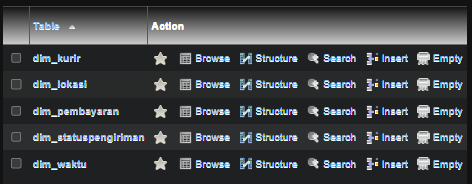 Table Action
dim_kurir Browse Structure Search Insert Empty
dim_lokasi Browse Structure Search Insert Empty
dim_pembayaran Browse Structure Search Insert Empty
dim_statuspengiriman Browse Structure Search Insert Empty
dim_waktu Browse Structure Search Insert Empty